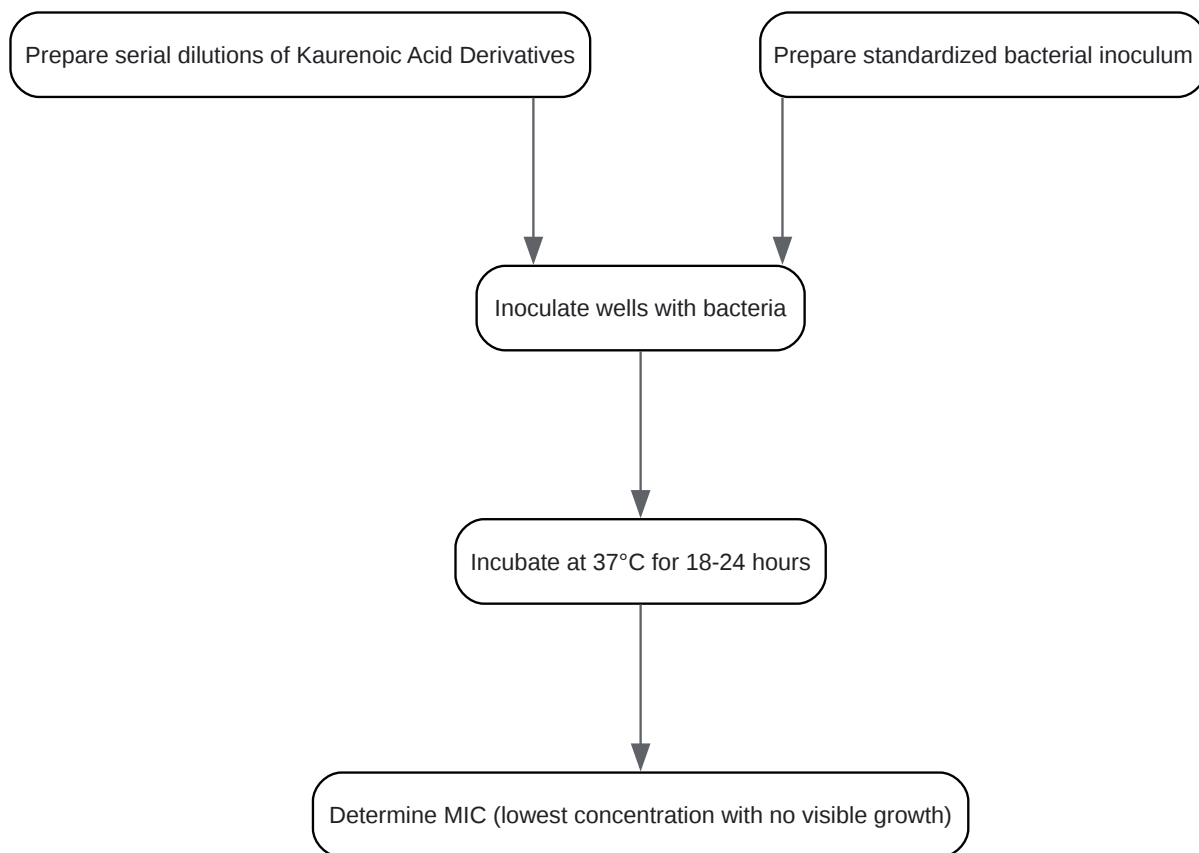 Prepare serial dilutions of Kaurenoic Acid Derivatives
Prepare standardized bacterial inoculum
Inoculate wells with bacteria
Incubate at 37°C for 18-24 hours
Determine MIC (lowest concentration with no visible growth)